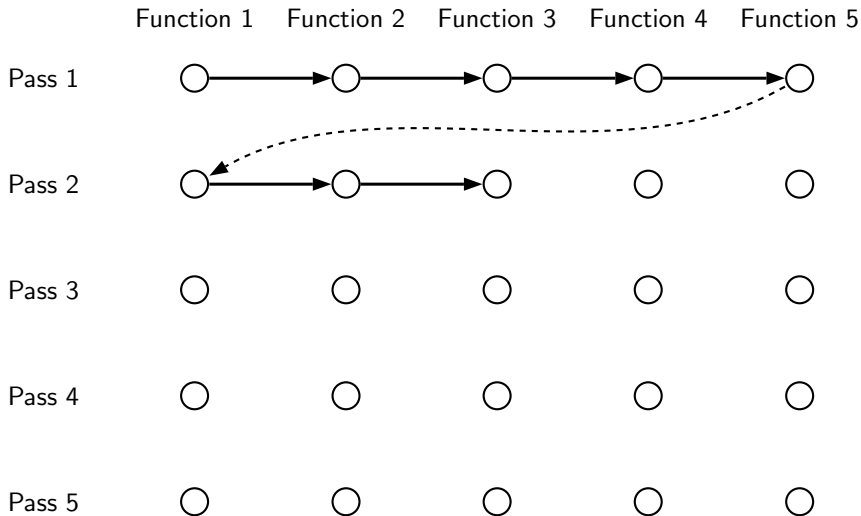 Function 1 Function 2 Function 3 Function 4 Function 5
Pass 1
Pass 2
Pass 3
Pass 4
Pass 5